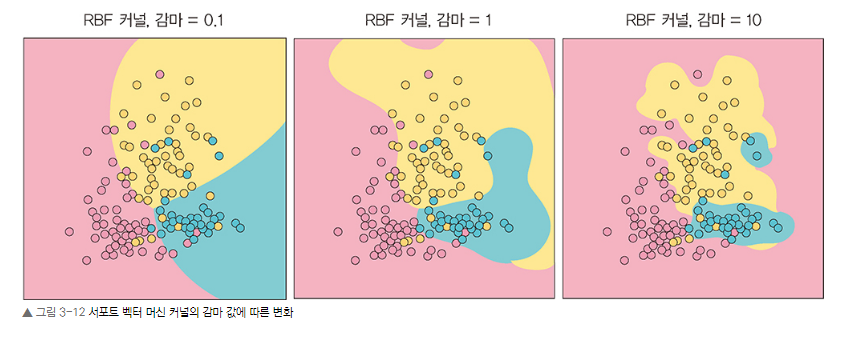 RBF 커널, 감마 = 0.1
RBF 커널, 감마 = 1
RBF 커널, 감마 = 10
▲ 그림 3-12 서포트 벡터 머신 커널의 감마 값에 따른 변화